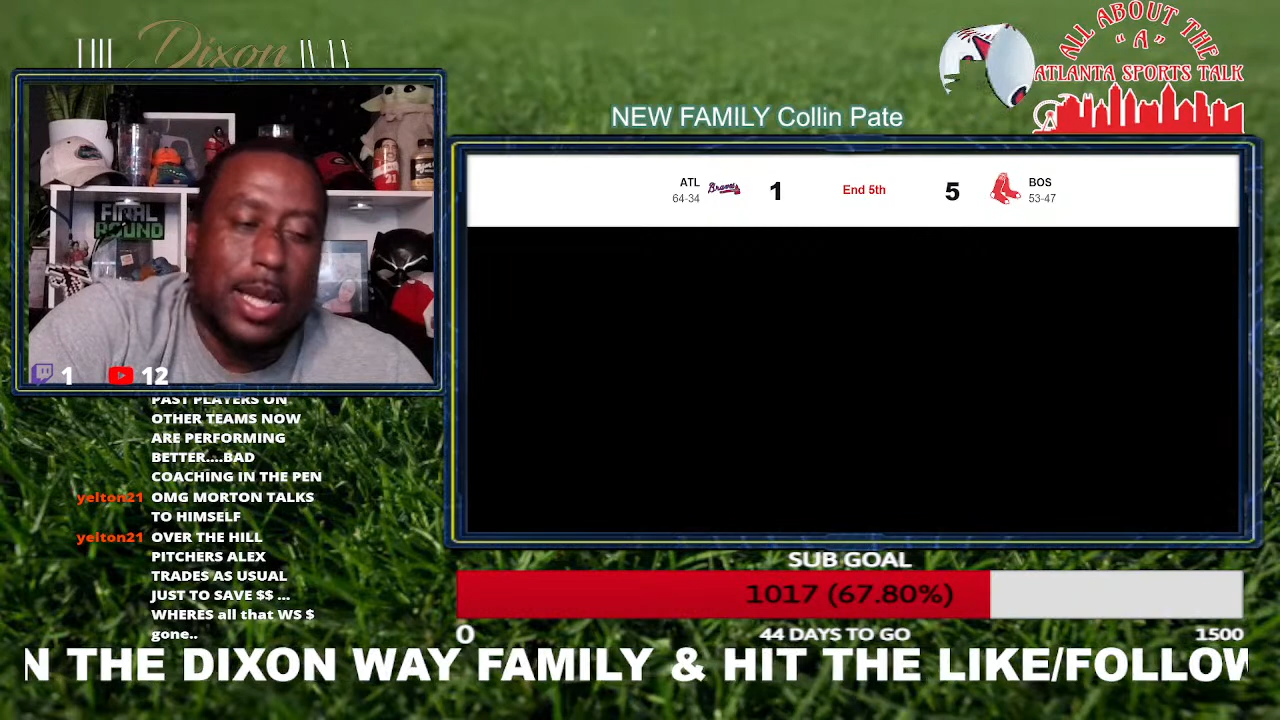 Dixon
ALL ABOUT THE
"A"
ATLANTA SPORTS TALK
NEW FAMILY Collin Pate
ATL
64-34
Braves
1
End 5th
5
BOS
53-47
FINAL
ROUND
21
1
12
PAST PLAYERS ON
OTHER TEAMS NOW
ARE PERFORMING
BETTER....BAD
COACHING IN THE PEN
yelton21 OMG MORTON TALKS
TO HIMSELF
yelton21 OVER THE HILL
PITCHERS ALEX
TRADES AS USUAL
JUST TO SAVE $$ ...
WHERES all that WS $
gone..
SUB GOAL
1017 (67.80%)
0
44 DAYS TO GO
1500
N THE DIXON WAY FAMILY & HIT THE LIKE/FOLLOW